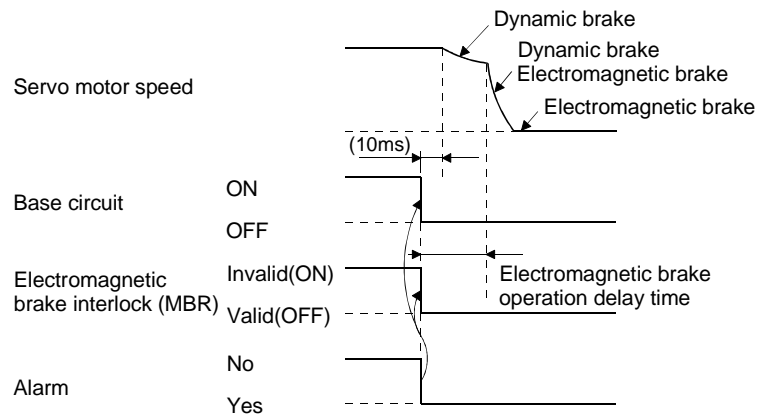 Dynamic brake
Dynamic brake
Electromagnetic brake
Servo motor speed
Electromagnetic brake
(10ms)
ON
Base circuit
OFF
Electromagnetic
brake interlock (MBR)
Invalid(ON)
Valid(OFF)
Electromagnetic brake
operation delay time
No
Alarm
Yes